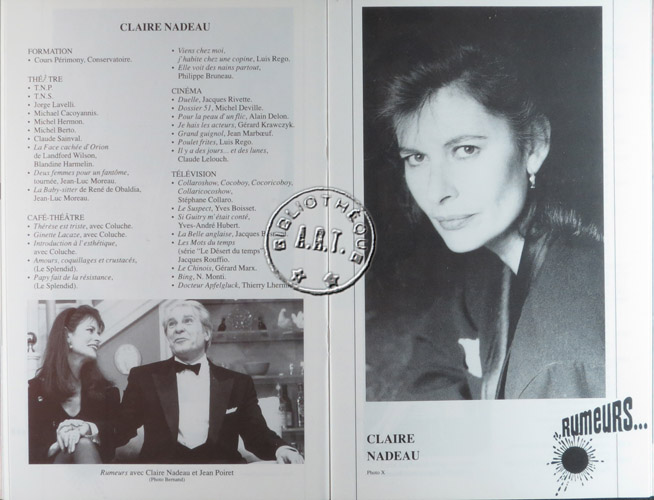 CLAIRE NADEAU
FORMATION
• Cours Périmony, Conservatoire.
THÉÂTRE
• T.N.P.
• T.N.S.
• Jorge Lavelli.
• Michael Cacoyannis.
• Michel Hermon.
• Michel Berto.
• Claude Sainval.
• La Face cachée d'Orion
de Landford Wilson,
Blandine Harmelin.
• Deux femmes pour un fantôme,
tournée, Jean-Luc Moreau.
• La Baby-sitter de René de Obaldia,
Jean-Luc Moreau.
CAFÉ-THÉÂTRE
• Thérèse est triste, avec Coluche.
• Ginette Lacaze, avec Coluche.
• Introduction à l'esthétique,
avec Coluche.
• Amours, coquillages et crustacés,
(Le Splendid).
• Papy fait de la résistance.
(Le Splendid).
• Viens chez moi,
j'habite chez une copine, Luis Rego.
• Elle voit des nains partout,
Philippe Bruneau.
CINÉMA
• Duelle, Jacques Rivette.
• Dossier 51, Michel Deville.
• Pour la peau d'un flic, Alain Delon.
• Je hais les acteurs, Gérard Krawczyk.
• Grand guignol, Jean Marbœuf.
• Poulet frites, Luis Rego.
• Il y a des jours... et des lunes,
Claude Lelouch.
TÉLÉVISION
• Collaroshow, Cocoboy, Cocoricoboy,
Collaricocoshow,
Stéphane Collaro.
• Le Suspect, Yves Boisset.
• Si Guitry m'était conté,
Yves-André Hubert.
• La Belle anglaise, Jacques
• Les Mots du temps
(série "Le Désert du temps"
Jacques Rouffio.
• Le Chinois, Gérard Marx.
• Bing, N. Monti.
• Docteur Apfelgluck, Thierry
BIBLIOTHÈQUE
A.R.T.
Rumeurs avec Claire Nadeau et Jean Poiret
(Photo Bernand)
CLAIRE
NADEAU
Photo X.
RUMEURS...